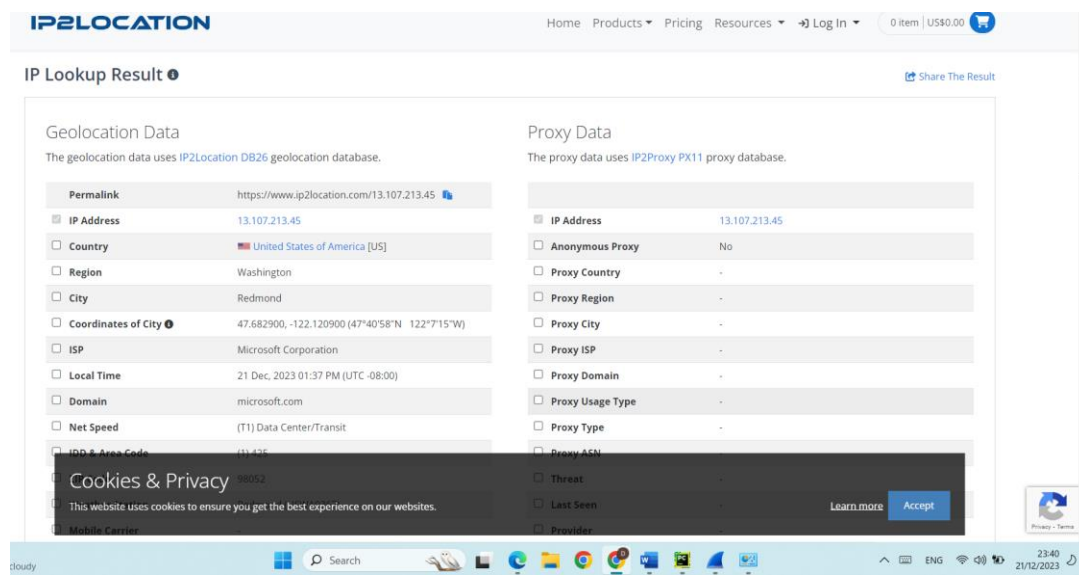 IP2LOCATION
Home Products Pricing Resources Log In 0 item US$0.00
IP Lookup Result
Share The Result
Geolocation Data
The geolocation data uses IP2Location DB26 geolocation database.
Permalink https://www.ip2location.com/13.107.213.45
IP Address 13.107.213.45
Country United States of America [US]
Region Washington
City Redmond
Coordinates of City 47.682900, -122.120900 (47°40'58"N 122°7'15"W)
ISP Microsoft Corporation
Local Time 21 Dec, 2023 01:37 PM (UTC -08:00)
Domain microsoft.com
Net Speed (T1) Data Center/Transit
IDD & Area Code (1) 425
98052
Mobile Carrier -
Proxy Data
The proxy data uses IP2Proxy PX11 proxy database.
IP Address 13.107.213.45
Anonymous Proxy No
Proxy Country -
Proxy Region -
Proxy City -
Proxy ISP -
Proxy Domain -
Proxy Usage Type -
Proxy Type -
Proxy ASN -
Threat -
Last Seen -
Provider -
Cookies & Privacy
This website uses cookies to ensure you get the best experience on our websites.
Learn more Accept
Privacy - Terms
cloudy
Search
ENG
23:40
21/12/2023